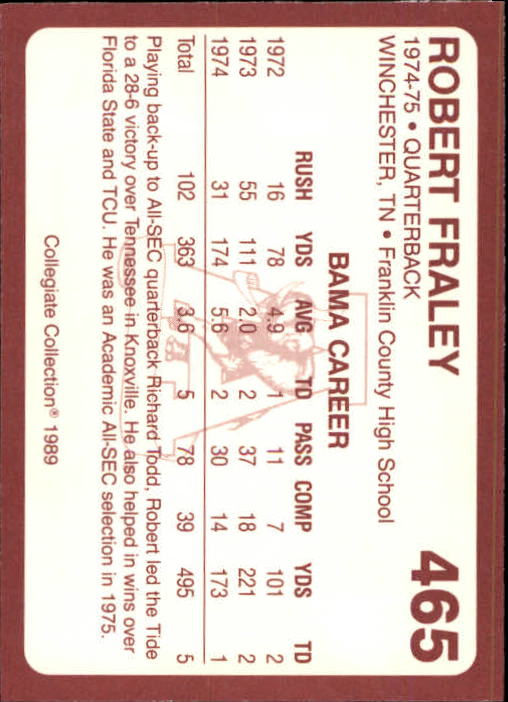 ROBERT FRALEY 465
1974-75 • QUARTERBACK
WINCHESTER, TN • Franklin County High School
BAMA CAREER
RUSH YDS AVG TD PASS COMP YDS TD
1972 16 78 4.9 1 11 7 101 2
1973 55 111 2.0 2 37 18 221 2
1974 31 174 5.6 2 30 14 173 1
Total 102 363 3.6 5 78 39 495 5
Playing back-up to All-SEC quarterback Richard Todd, Robert led the Tide
to a 28-6 victory over Tennessee in Knoxville. He also helped in wins over
Florida State and TCU. He was an Academic All-SEC selection in 1975.
Collegiate Collection® 1989